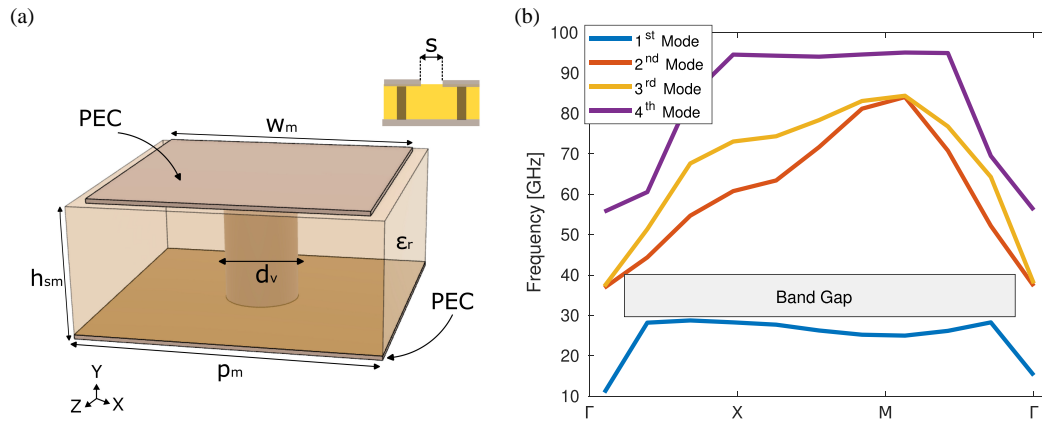 (a)
s
PEC
w_m
ε_r
h_sm
d_v
PEC
p_m
Y
Z
X
(b)
100
90
80
70
60
50
40
30
20
10
Frequency [GHz]
1st Mode
2nd Mode
3rd Mode
4th Mode
Band Gap
Γ X M Γ